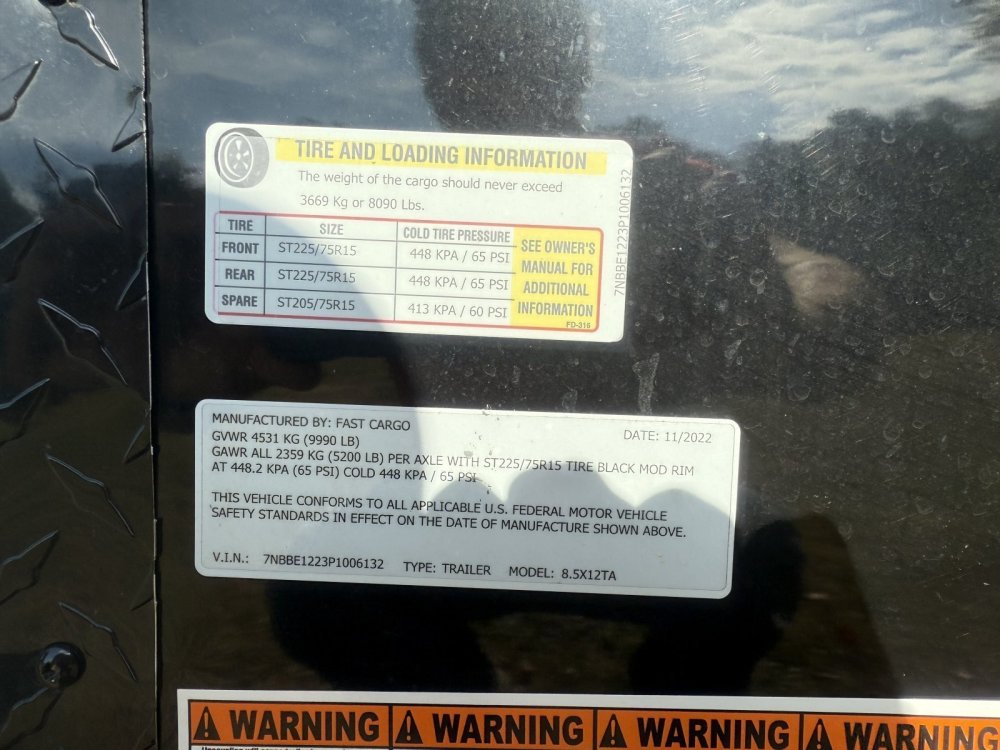 TIRE AND LOADING INFORMATION
The weight of the cargo should never exceed
3669 Kg or 8090 Lbs.
TIRE SIZE COLD TIRE PRESSURE
FRONT ST225/75R15 448 KPA / 65 PSI
REAR ST225/75R15 448 KPA / 65 PSI
SPARE ST205/75R15 413 KPA / 60 PSI
SEE OWNER'S
MANUAL FOR
ADDITIONAL
INFORMATION
FD-316
7NBBE1223P1006132
MANUFACTURED BY: FAST CARGO DATE: 11/2022
GVWR 4531 KG (9990 LB)
GAWR ALL 2359 KG (5200 LB) PER AXLE WITH ST225/75R15 TIRE BLACK MOD RIM
AT 448.2 KPA (65 PSI) COLD 448 KPA / 65 PSI
THIS VEHICLE CONFORMS TO ALL APPLICABLE U.S. FEDERAL MOTOR VEHICLE
SAFETY STANDARDS IN EFFECT ON THE DATE OF MANUFACTURE SHOWN ABOVE.
V.I.N.: 7NBBE1223P1006132 TYPE: TRAILER MODEL: 8.5X12TA
WARNING WARNING WARNING WARNING